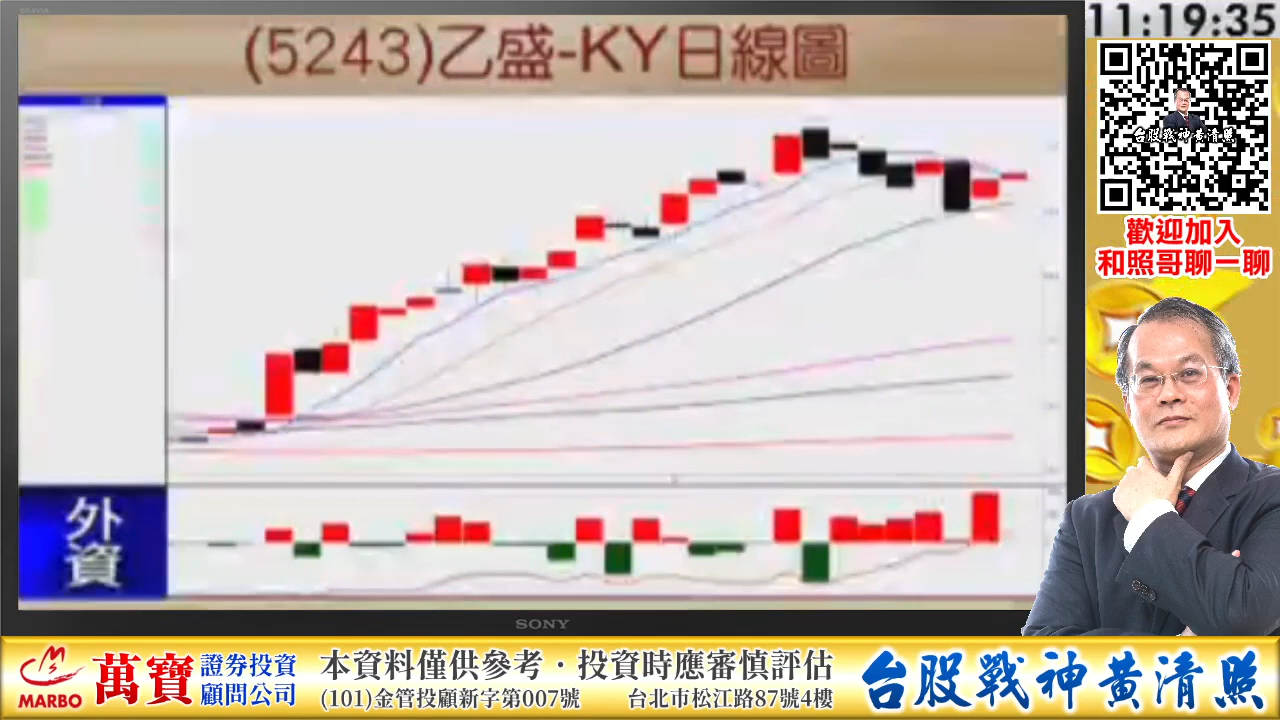 (5243)乙盛-KY日線圖
11:19:35
台股戰神黃清照
歡迎加入
和照哥聊一聊
外資
SONY
MARBO
萬寶
證券投資
顧問公司
本資料僅供參考·投資時應審慎評估
(101)金管投顧新字第007號 台北市松江路87號4樓
台股戰神黃清照